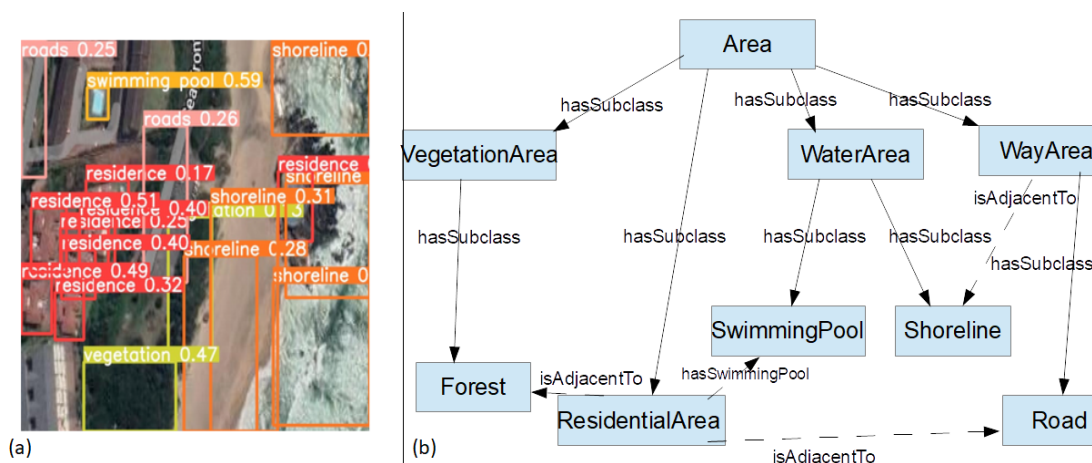 roads 0.25
shoreline 0.
swimming pool 0.59
roads 0.26
residence 0.17
residence 0.
shoreline
residence 0.51
residence 0.40
shoreline 0.31
residence 0.25
residence 0.40
shoreline 0.28
residence 0.49
shoreline 0.
residence 0.32
vegetation 0.47
(a)
Area
hasSubclass
hasSubclass
hasSubclass
VegetationArea
WaterArea
WayArea
isAdjacentTo
hasSubclass
hasSubclass
hasSubclass
hasSubclass
hasSubclass
SwimmingPool
Shoreline
hasSwimmingPool
Forest
isAdjacentTo
ResidentialArea
Road
isAdjacentTo
(b)